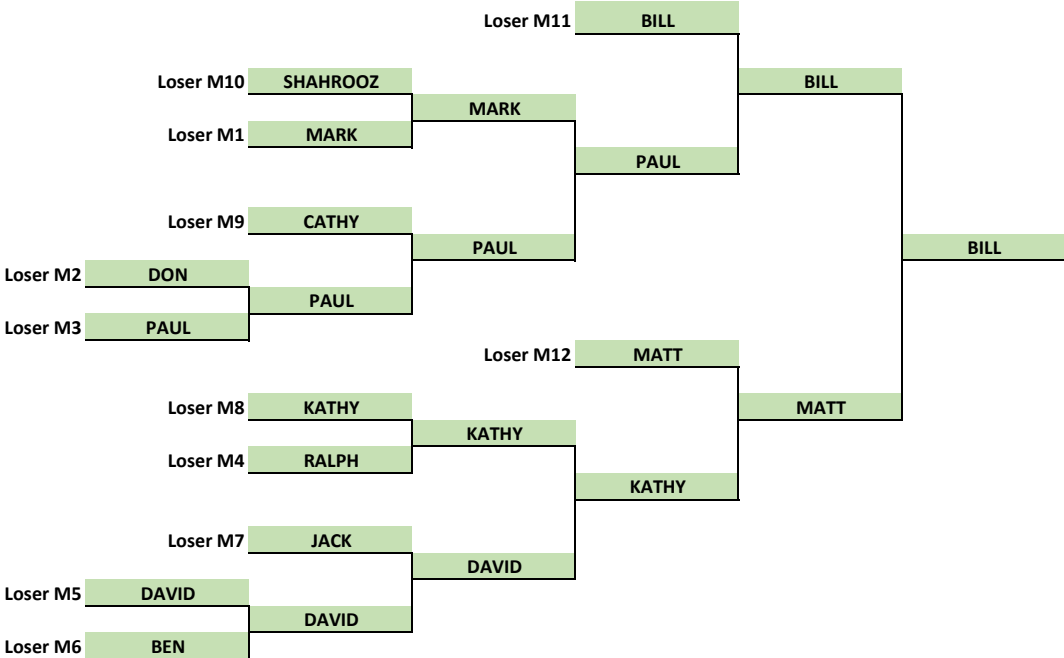 Loser M11 BILL
Loser M10 SHAHROOZ BILL
MARK
Loser M1 MARK
PAUL
Loser M9 CATHY
PAUL BILL
Loser M2 DON
PAUL
Loser M3 PAUL
Loser M12 MATT
Loser M8 KATHY MATT
KATHY
Loser M4 RALPH
KATHY
Loser M7 JACK
DAVID
Loser M5 DAVID
DAVID
Loser M6 BEN